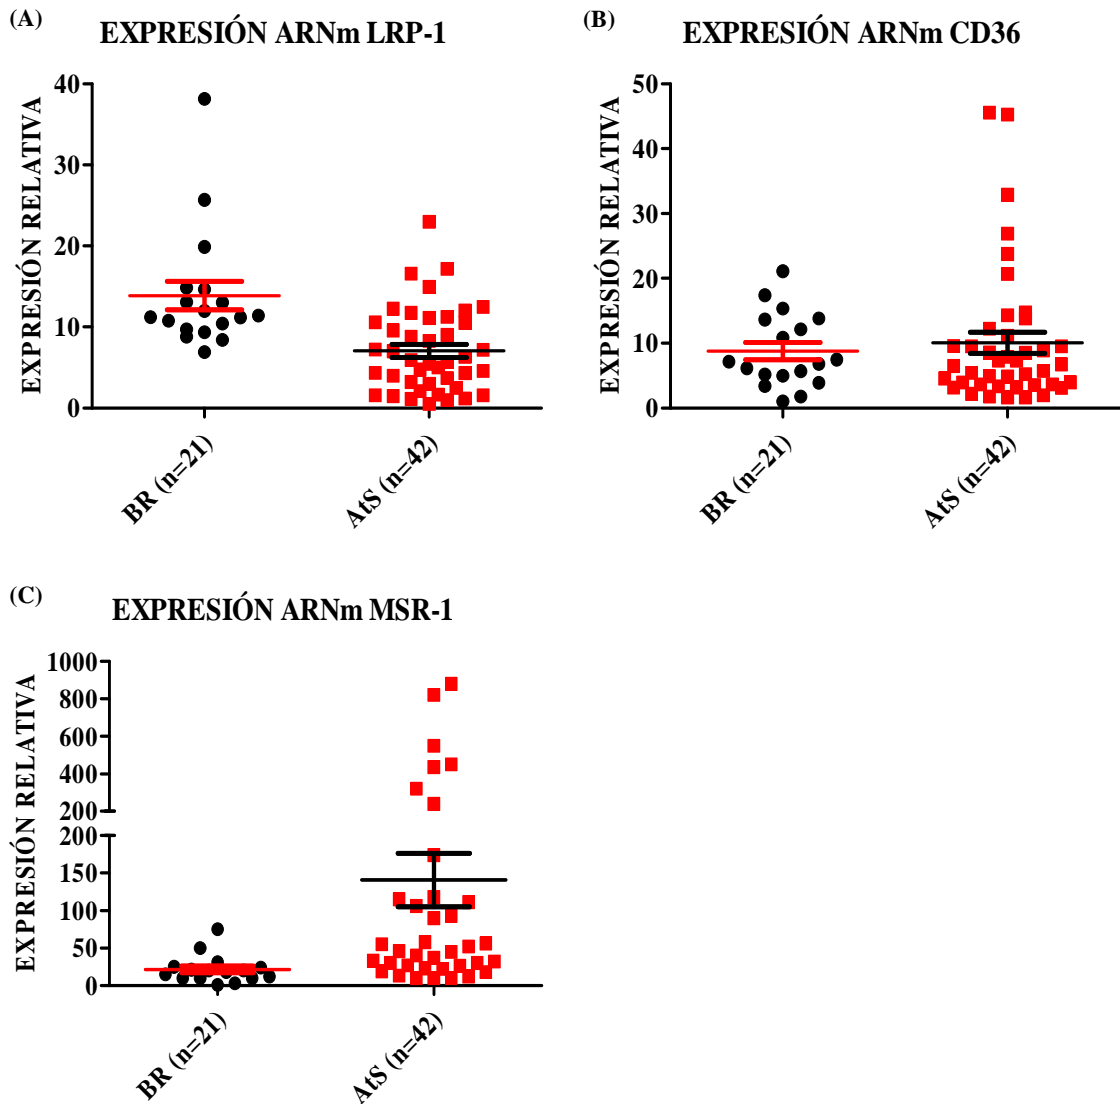 (A)
EXPRESIÓN ARNm LRP-1
EXPRESIÓN RELATIVA
40
30
20
10
0
BR (n=21)
AtS (n=42)
(B)
EXPRESIÓN ARNm CD36
EXPRESIÓN RELATIVA
50
40
30
20
10
0
BR (n=21)
AtS (n=42)
(C)
EXPRESIÓN ARNm MSR-1
EXPRESIÓN RELATIVA
1000
800
600
400
200
200
150
100
50
0
BR (n=21)
AtS (n=42)